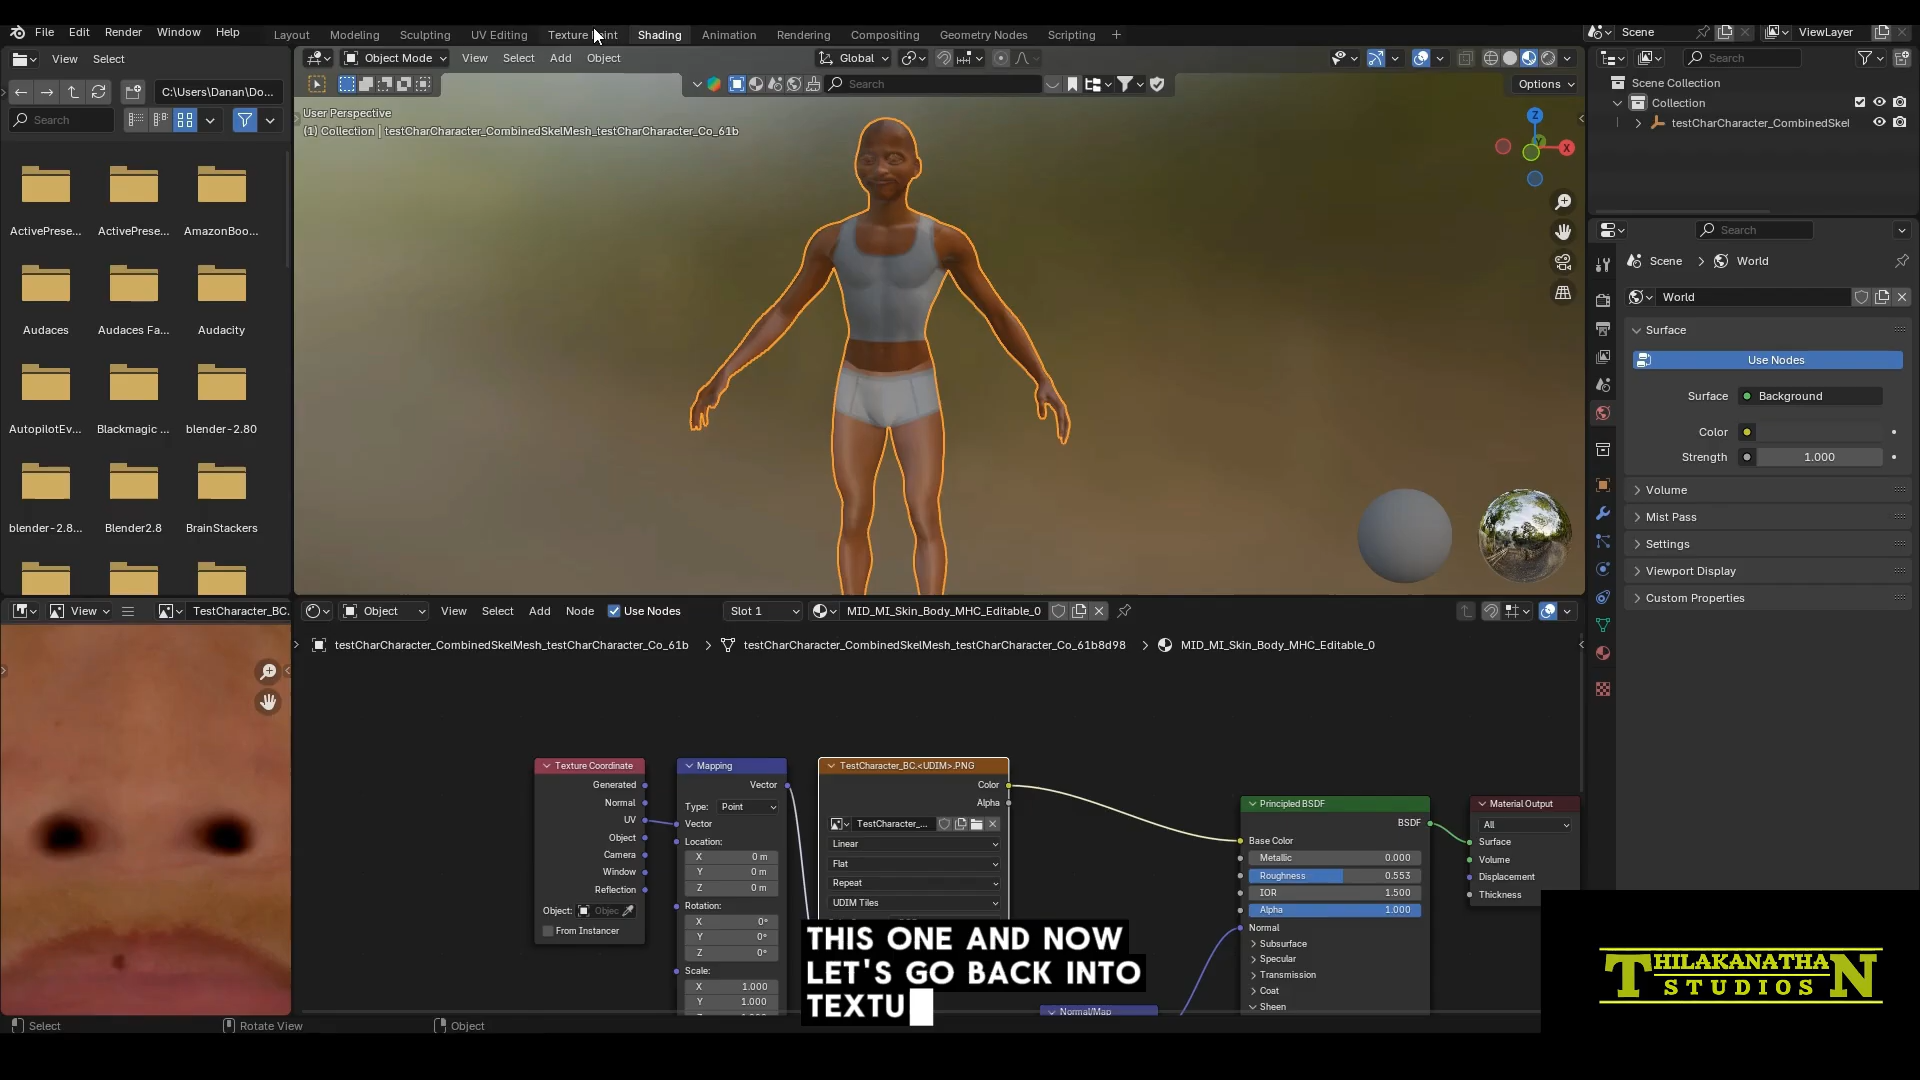 File Edit Render Window Help
Layout Modeling Sculpting UV Editing Texture Paint Shading Animation Rendering Compositing Geometry Nodes Scripting +
Scene
ViewLayer
View Select
Object Mode View Select Add Object
Global
Search
C:\Users\Danan\Do...
Search
Search
Options
Scene Collection
Collection
testCharCharacter_CombinedSkel
User Perspective
(1) Collection | testCharCharacter_CombinedSkelMesh_testCharCharacter_Co_61b
Z
X
ActivePrese... ActivePrese... AmazonBoo...
Audaces Audaces Fa... Audacity
AutopilotEv... Blackmagic ... blender-2.80
blender-2.8... Blender2.8 BrainStackers
Search
Scene > World
World
Surface
Use Nodes
Surface Background
Color
Strength 1.000
Volume
Mist Pass
Settings
Viewport Display
Custom Properties
View TestCharacter_BC.
Object View Select Add Node Use Nodes Slot 1 MID_MI_Skin_Body_MHC_Editable_0
testCharCharacter_CombinedSkelMesh_testCharCharacter_Co_61b > testCharCharacter_CombinedSkelMesh_testCharCharacter_Co_61b8d98 > MID_MI_Skin_Body_MHC_Editable_0
Texture Coordinate
Generated
Normal
UV
Object
Camera
Window
Reflection
Object: Objec
From Instancer
Mapping
Vector
Type: Point
Vector
Location:
X 0 m
Y 0 m
Z 0 m
Rotation:
X 0°
Y 0°
Z 0°
Scale:
X 1.000
Y 1.000
TestCharacter_BC.<UDIM>.PNG
Color
Alpha
TestCharacter_...
Linear
Flat
Repeat
UDIM Tiles
Normal/Map
Principled BSDF
BSDF
Base Color
Metallic 0.000
Roughness 0.553
IOR 1.500
Alpha 1.000
Normal
Subsurface
Specular
Transmission
Coat
Sheen
Material Output
All
Surface
Volume
Displacement
Thickness
THIS ONE AND NOW
LET'S GO BACK INTO
TEXTU
THILAKANATHAN
STUDIOS
Select Rotate View Object